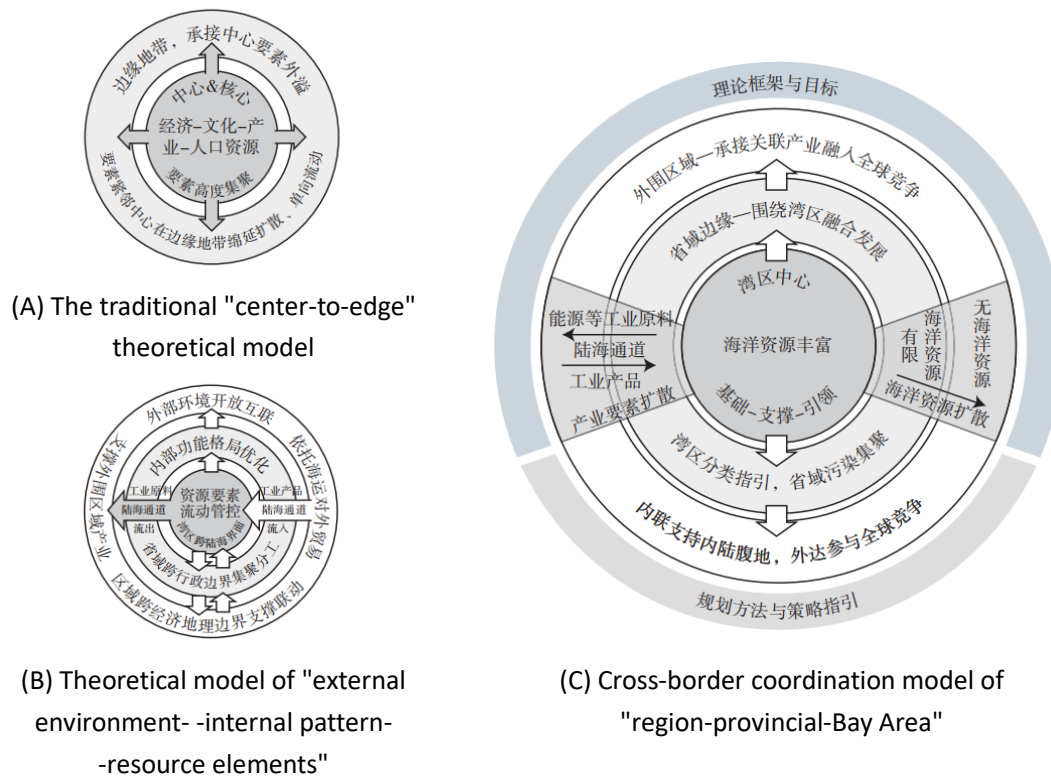 边缘地带，承接中心要素外溢
中心&核心
经济-文化-产
业-人口资源
要素高度集聚
要素紧邻中心在边缘地带绵延扩散、单向流动
(A) The traditional "center-to-edge"
theoretical model
外部环境开放互联
支撑外围区域产业
依托海运对外贸易
内部功能格局优化
工业原料
陆海通道
流出
资源要素
流动管控
湾区跨陆海界面
工业产品
陆海通道
流入
省域跨行政边界集聚分工
区域跨经济地理边界支撑联动
(B) Theoretical model of "external
environment- -internal pattern-
-resource elements"
理论框架与目标
外围区域—承接关联产业融入全球竞争
省域边缘—围绕湾区融合发展
湾区中心
海洋资源丰富
基础-支撑-引领
能源等工业原料
陆海通道
工业产品
产业要素扩散
海洋资源
有限
无海洋资源
海洋资源扩散
湾区分类指引，省域污染集聚
内联支持内陆腹地，外达参与全球竞争
规划方法与策略指引
(C) Cross-border coordination model of
"region-provincial-Bay Area"